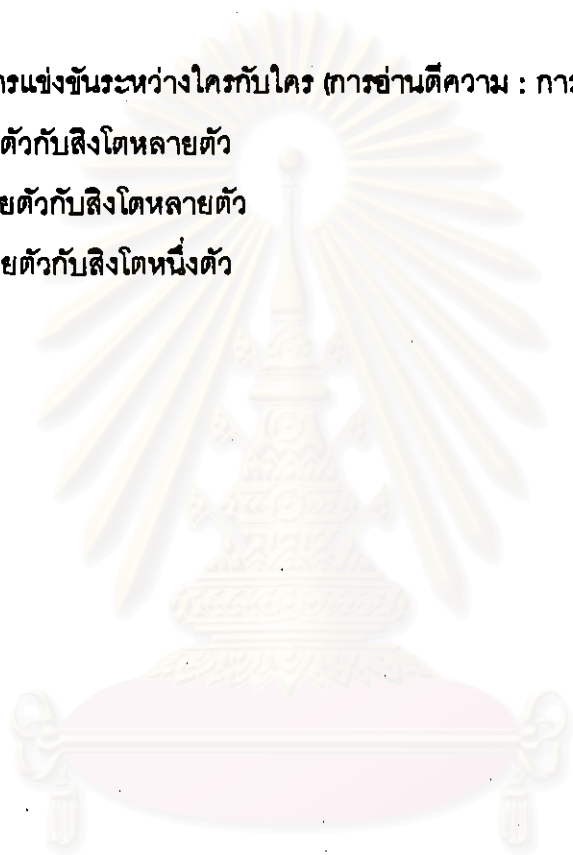 ารแข่งขันระหว่างใครกับใคร (การอ่านตีความ : การ
ตัวกับสิงโตหลายตัว
ยตัวกับสิงโตหลายตัว
ยตัวกับสิงโตหนึ่งตัว